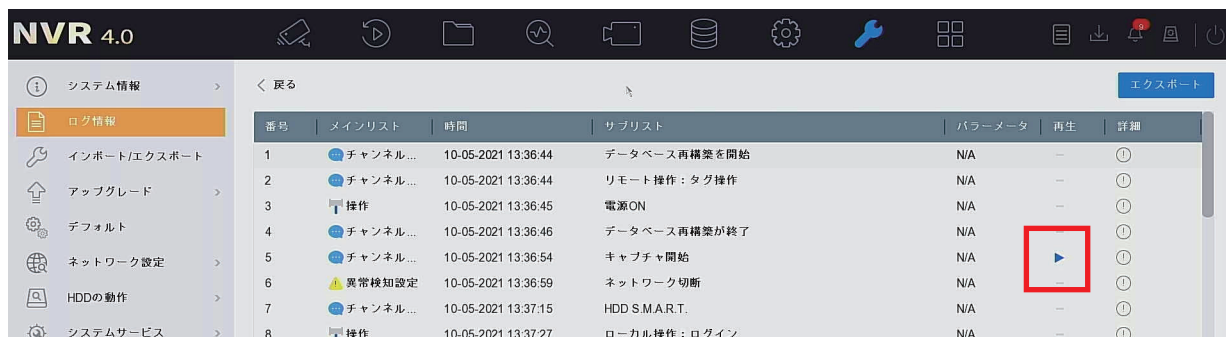 NVR 4.0
9
システム情報 >
ログ情報
インポート/エクスポート
アップグレード >
デフォルト
ネットワーク設定 >
HDDの動作 >
システムサービス >
< 戻る
エクスポート
番号 メインリスト 時間 サブリスト パラメータ 再生 詳細
1 チャンネル... 10-05-2021 13:36:44 データベース再構築を開始 N/A —
2 チャンネル... 10-05-2021 13:36:44 リモート操作：タグ操作 N/A —
3 操作 10-05-2021 13:36:45 電源ON N/A —
4 チャンネル... 10-05-2021 13:36:46 データベース再構築が終了 N/A —
5 チャンネル... 10-05-2021 13:36:54 キャプチャ開始 N/A
6 異常検知設定 10-05-2021 13:36:59 ネットワーク切断 N/A —
7 チャンネル... 10-05-2021 13:37:15 HDD S.M.A.R.T. N/A —
8 操作 10-05-2021 13:37:27 ローカル操作：ログイン N/A —